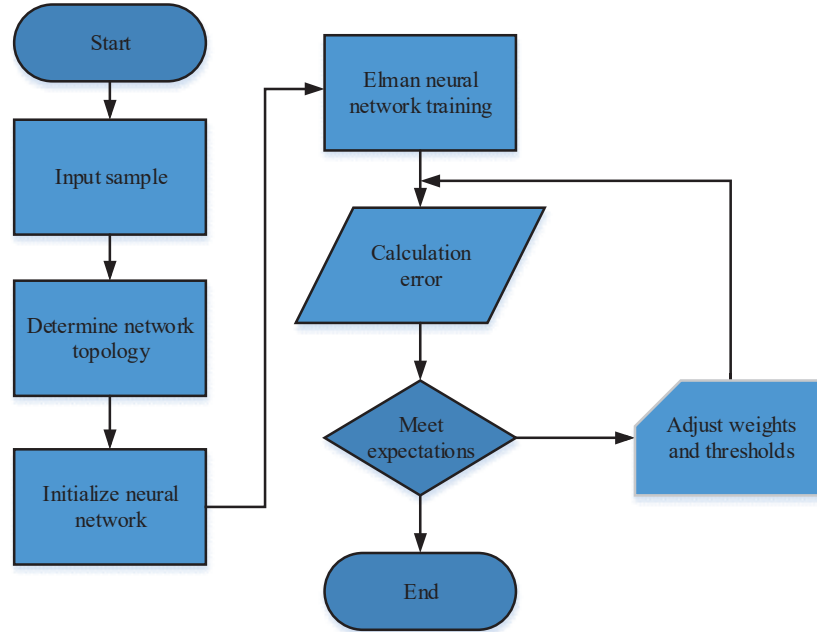 Start
Input sample
Determine network
topology
Initialize neural
network
Elman neural
network training
Calculation
error
Meet
expectations
Adjust weights
and thresholds
End